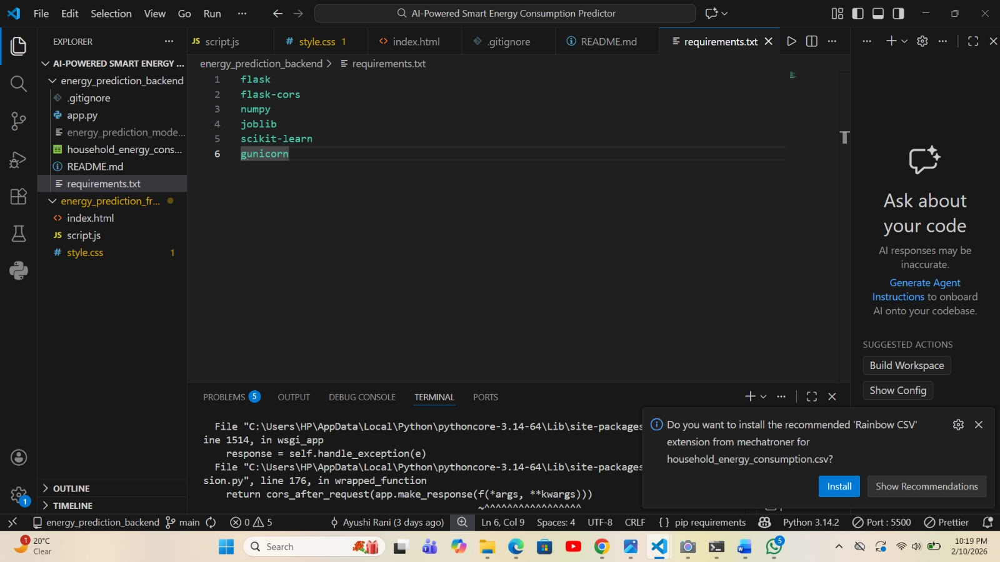 File Edit Selection View Go Run
AI-Powered Smart Energy Consumption Predictor
EXPLORER
AI-POWERED SMART ENERGY ...
energy_prediction_backend
.gitignore
app.py
energy_prediction_mode...
household_energy_cons...
README.md
requirements.txt
energy_prediction_fr...
index.html
JS script.js
# style.css 1
OUTLINE
TIMELINE
JS script.js
# style.css 1
<> index.html
.gitignore
README.md
requirements.txt
energy_prediction_backend > requirements.txt
1 flask
2 flask-cors
3 numpy
4 joblib
5 scikit-learn
6 gunicorn
Ask about
your code
AI responses may be
inaccurate.
Generate Agent
Instructions to onboard
AI onto your codebase.
SUGGESTED ACTIONS
Build Workspace
Show Config
PROBLEMS 5 OUTPUT DEBUG CONSOLE TERMINAL PORTS
File "C:\Users\HP\AppData\Local\Python\pythoncore-3.14-64\Lib\site-packages
ine 1514, in wsgi_app
response = self.handle_exception(e)
File "C:\Users\HP\AppData\Local\Python\pythoncore-3.14-64\Lib\site-packages
sion.py", line 176, in wrapped_function
return cors_after_request(app.make_response(f(*args, **kwargs)))
~^^^^^^^^^^^^^^^^^
Do you want to install the recommended 'Rainbow CSV'
extension from mechatroner for
household_energy_consumption.csv?
Install Show Recommendations
1
energy_prediction_backend main 0 5 Ayushi Rani (3 days ago) Ln 6, Col 9 Spaces: 4 UTF-8 CRLF { } pip requirements Python 3.14.2 Port : 5500 Prettier
1 20°C
Clear
Search
5
10:19 PM
2/10/2026